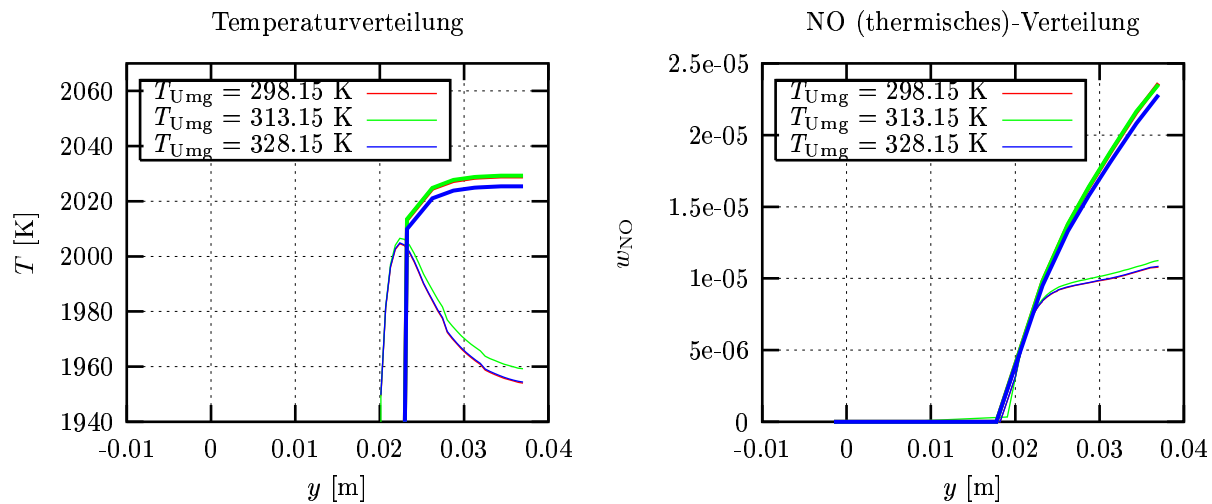 Temperaturverteilung
2060
2040
2020
2000
1980
1960
1940
T [K]
T_Umg = 298.15 K
T_Umg = 313.15 K
T_Umg = 328.15 K
-0.01 0 0.01 0.02 0.03 0.04
y [m]
NO (thermisches)-Verteilung
2.5e-05
2e-05
1.5e-05
1e-05
5e-06
0
w_NO
T_Umg = 298.15 K
T_Umg = 313.15 K
T_Umg = 328.15 K
-0.01 0 0.01 0.02 0.03 0.04
y [m]